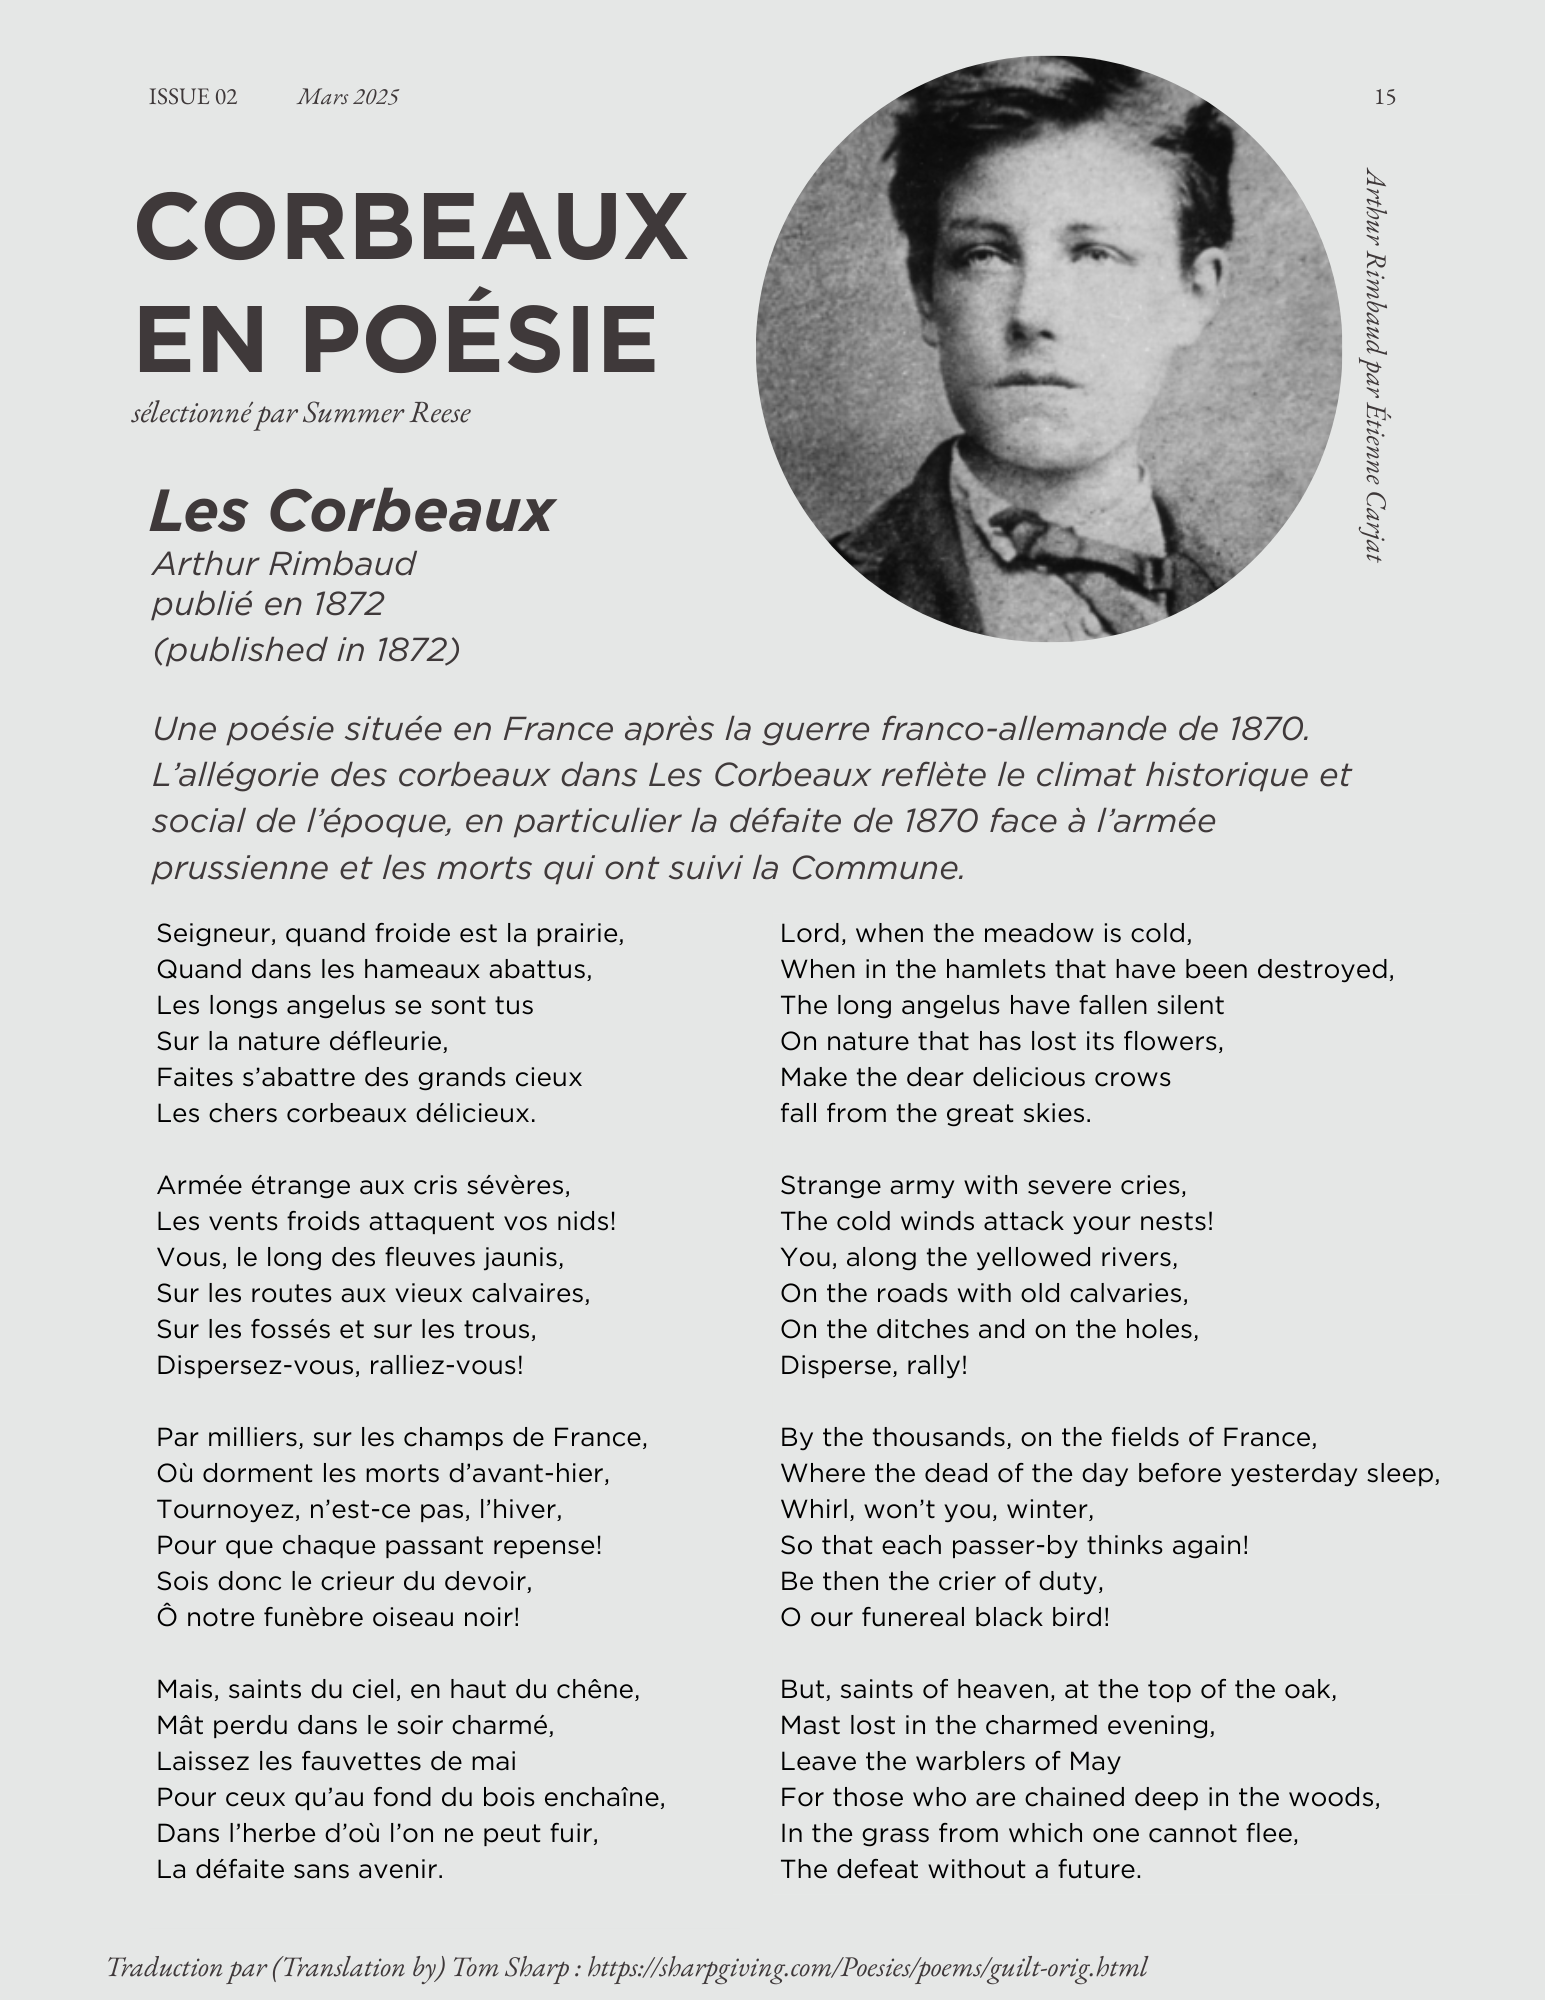 ISSUE 02 Mars 2025 15
CORBEAUX
EN POÉSIE
sélectionné par Summer Reese
Arthur Rimbaud par Étienne Carjat
Les Corbeaux
Arthur Rimbaud
publié en 1872
(published in 1872)
Une poésie située en France après la guerre franco-allemande de 1870.
L’allégorie des corbeaux dans Les Corbeaux reflète le climat historique et
social de l’époque, en particulier la défaite de 1870 face à l’armée
prussienne et les morts qui ont suivi la Commune.
Seigneur, quand froide est la prairie,
Quand dans les hameaux abattus,
Les longs angelus se sont tus
Sur la nature défleurie,
Faites s’abattre des grands cieux
Les chers corbeaux délicieux.
Armée étrange aux cris sévères,
Les vents froids attaquent vos nids!
Vous, le long des fleuves jaunis,
Sur les routes aux vieux calvaires,
Sur les fossés et sur les trous,
Dispersez-vous, ralliez-vous!
Par milliers, sur les champs de France,
Où dorment les morts d’avant-hier,
Tournoyez, n’est-ce pas, l’hiver,
Pour que chaque passant repense!
Sois donc le crieur du devoir,
Ô notre funèbre oiseau noir!
Mais, saints du ciel, en haut du chêne,
Mât perdu dans le soir charmé,
Laissez les fauvettes de mai
Pour ceux qu’au fond du bois enchaîne,
Dans l’herbe d’où l’on ne peut fuir,
La défaite sans avenir.
Lord, when the meadow is cold,
When in the hamlets that have been destroyed,
The long angelus have fallen silent
On nature that has lost its flowers,
Make the dear delicious crows
fall from the great skies.
Strange army with severe cries,
The cold winds attack your nests!
You, along the yellowed rivers,
On the roads with old calvaries,
On the ditches and on the holes,
Disperse, rally!
By the thousands, on the fields of France,
Where the dead of the day before yesterday sleep,
Whirl, won’t you, winter,
So that each passer-by thinks again!
Be then the crier of duty,
O our funereal black bird!
But, saints of heaven, at the top of the oak,
Mast lost in the charmed evening,
Leave the warblers of May
For those who are chained deep in the woods,
In the grass from which one cannot flee,
The defeat without a future.
Traduction par (Translation by) Tom Sharp : https://sharpgiving.com/Poesies/poems/guilt-orig.html